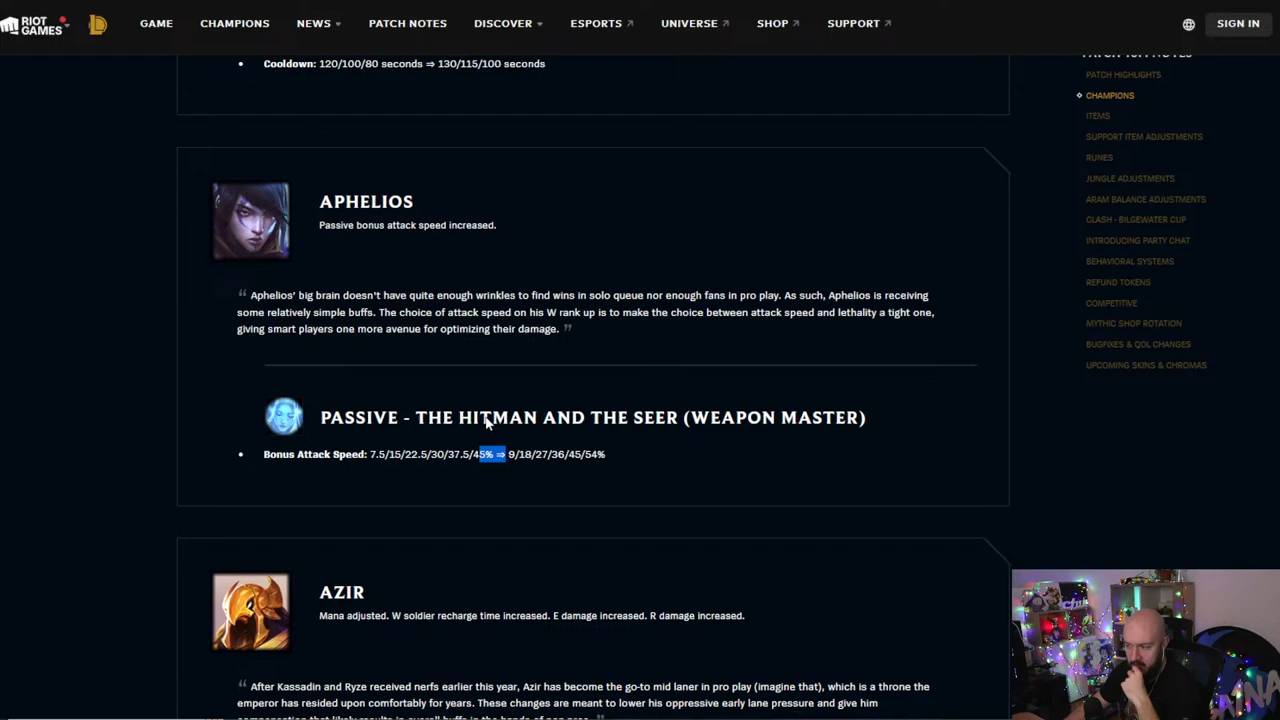 RIOT GAMES
GAME CHAMPIONS NEWS PATCH NOTES DISCOVER ESPORTS UNIVERSE SHOP SUPPORT SIGN IN
Cooldown: 120/100/80 seconds ⇒ 130/115/100 seconds
APHELIOS
Passive bonus attack speed increased.
Aphelios' big brain doesn't have quite enough wrinkles to find wins in solo queue nor enough fans in pro play. As such, Aphelios is receiving
some relatively simple buffs. The choice of attack speed on his W rank up is to make the choice between attack speed and lethality a tight one,
giving smart players one more avenue for optimizing their damage.
PASSIVE - THE HITMAN AND THE SEER (WEAPON MASTER)
Bonus Attack Speed: 7.5/15/22.5/30/37.5/45% ⇒ 9/18/27/36/45/54%
AZIR
Mana adjusted. W soldier recharge time increased. E damage increased. R damage increased.
After Kassadin and Ryze received nerfs earlier this year, Azir has become the go-to mid laner in pro play (imagine that), which is a throne the
emperor has resided upon comfortably for years. These changes are meant to lower his oppressive early lane pressure and give him
PATCH HIGHLIGHTS
CHAMPIONS
ITEMS
SUPPORT ITEM ADJUSTMENTS
RUNES
JUNGLE ADJUSTMENTS
ARAM BALANCE ADJUSTMENTS
CLASH - BILGEWATER CUP
INTRODUCING PARTY CHAT
BEHAVIORAL SYSTEMS
REFUND TOKENS
COMPETITIVE
MYTHIC SHOP ROTATION
BUGFIXES & QOL CHANGES
UPCOMING SKINS & CHROMAS